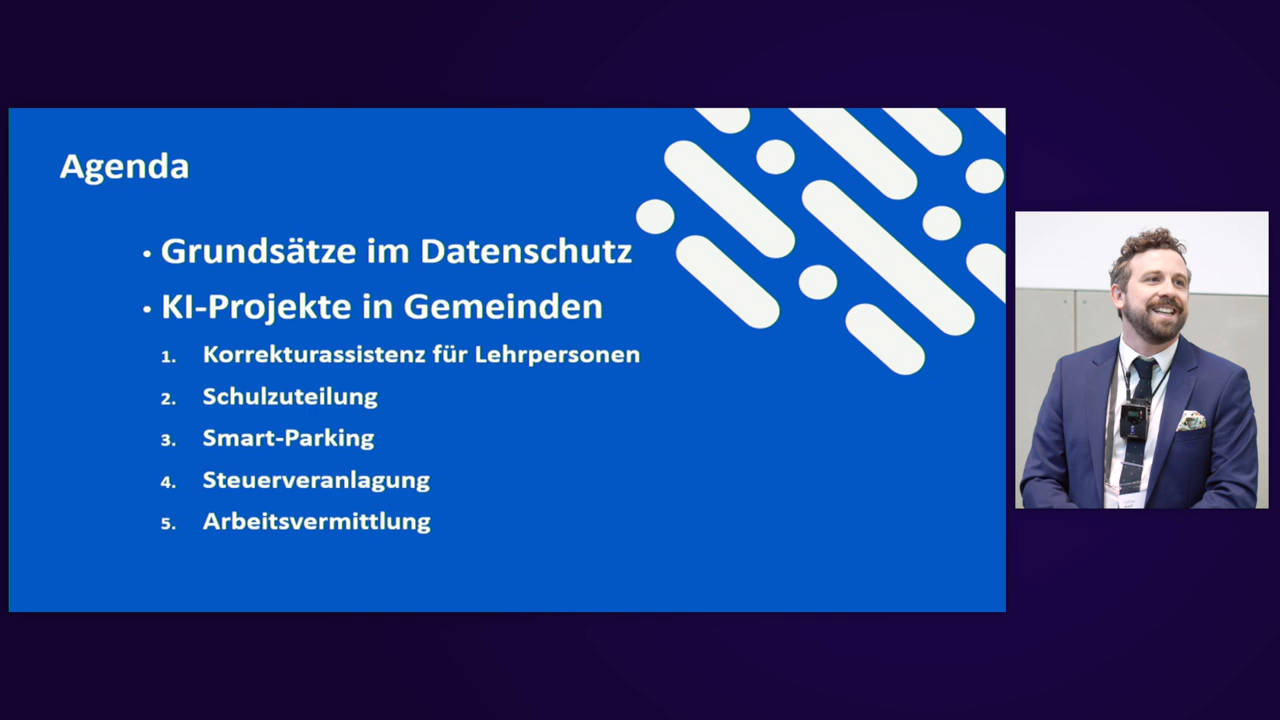 Agenda
• Grundsätze im Datenschutz
• KI-Projekte in Gemeinden
1. Korrekturassistenz für Lehrpersonen
2. Schulzuteilung
3. Smart-Parking
4. Steuerveranlagung
5. Arbeitsvermittlung